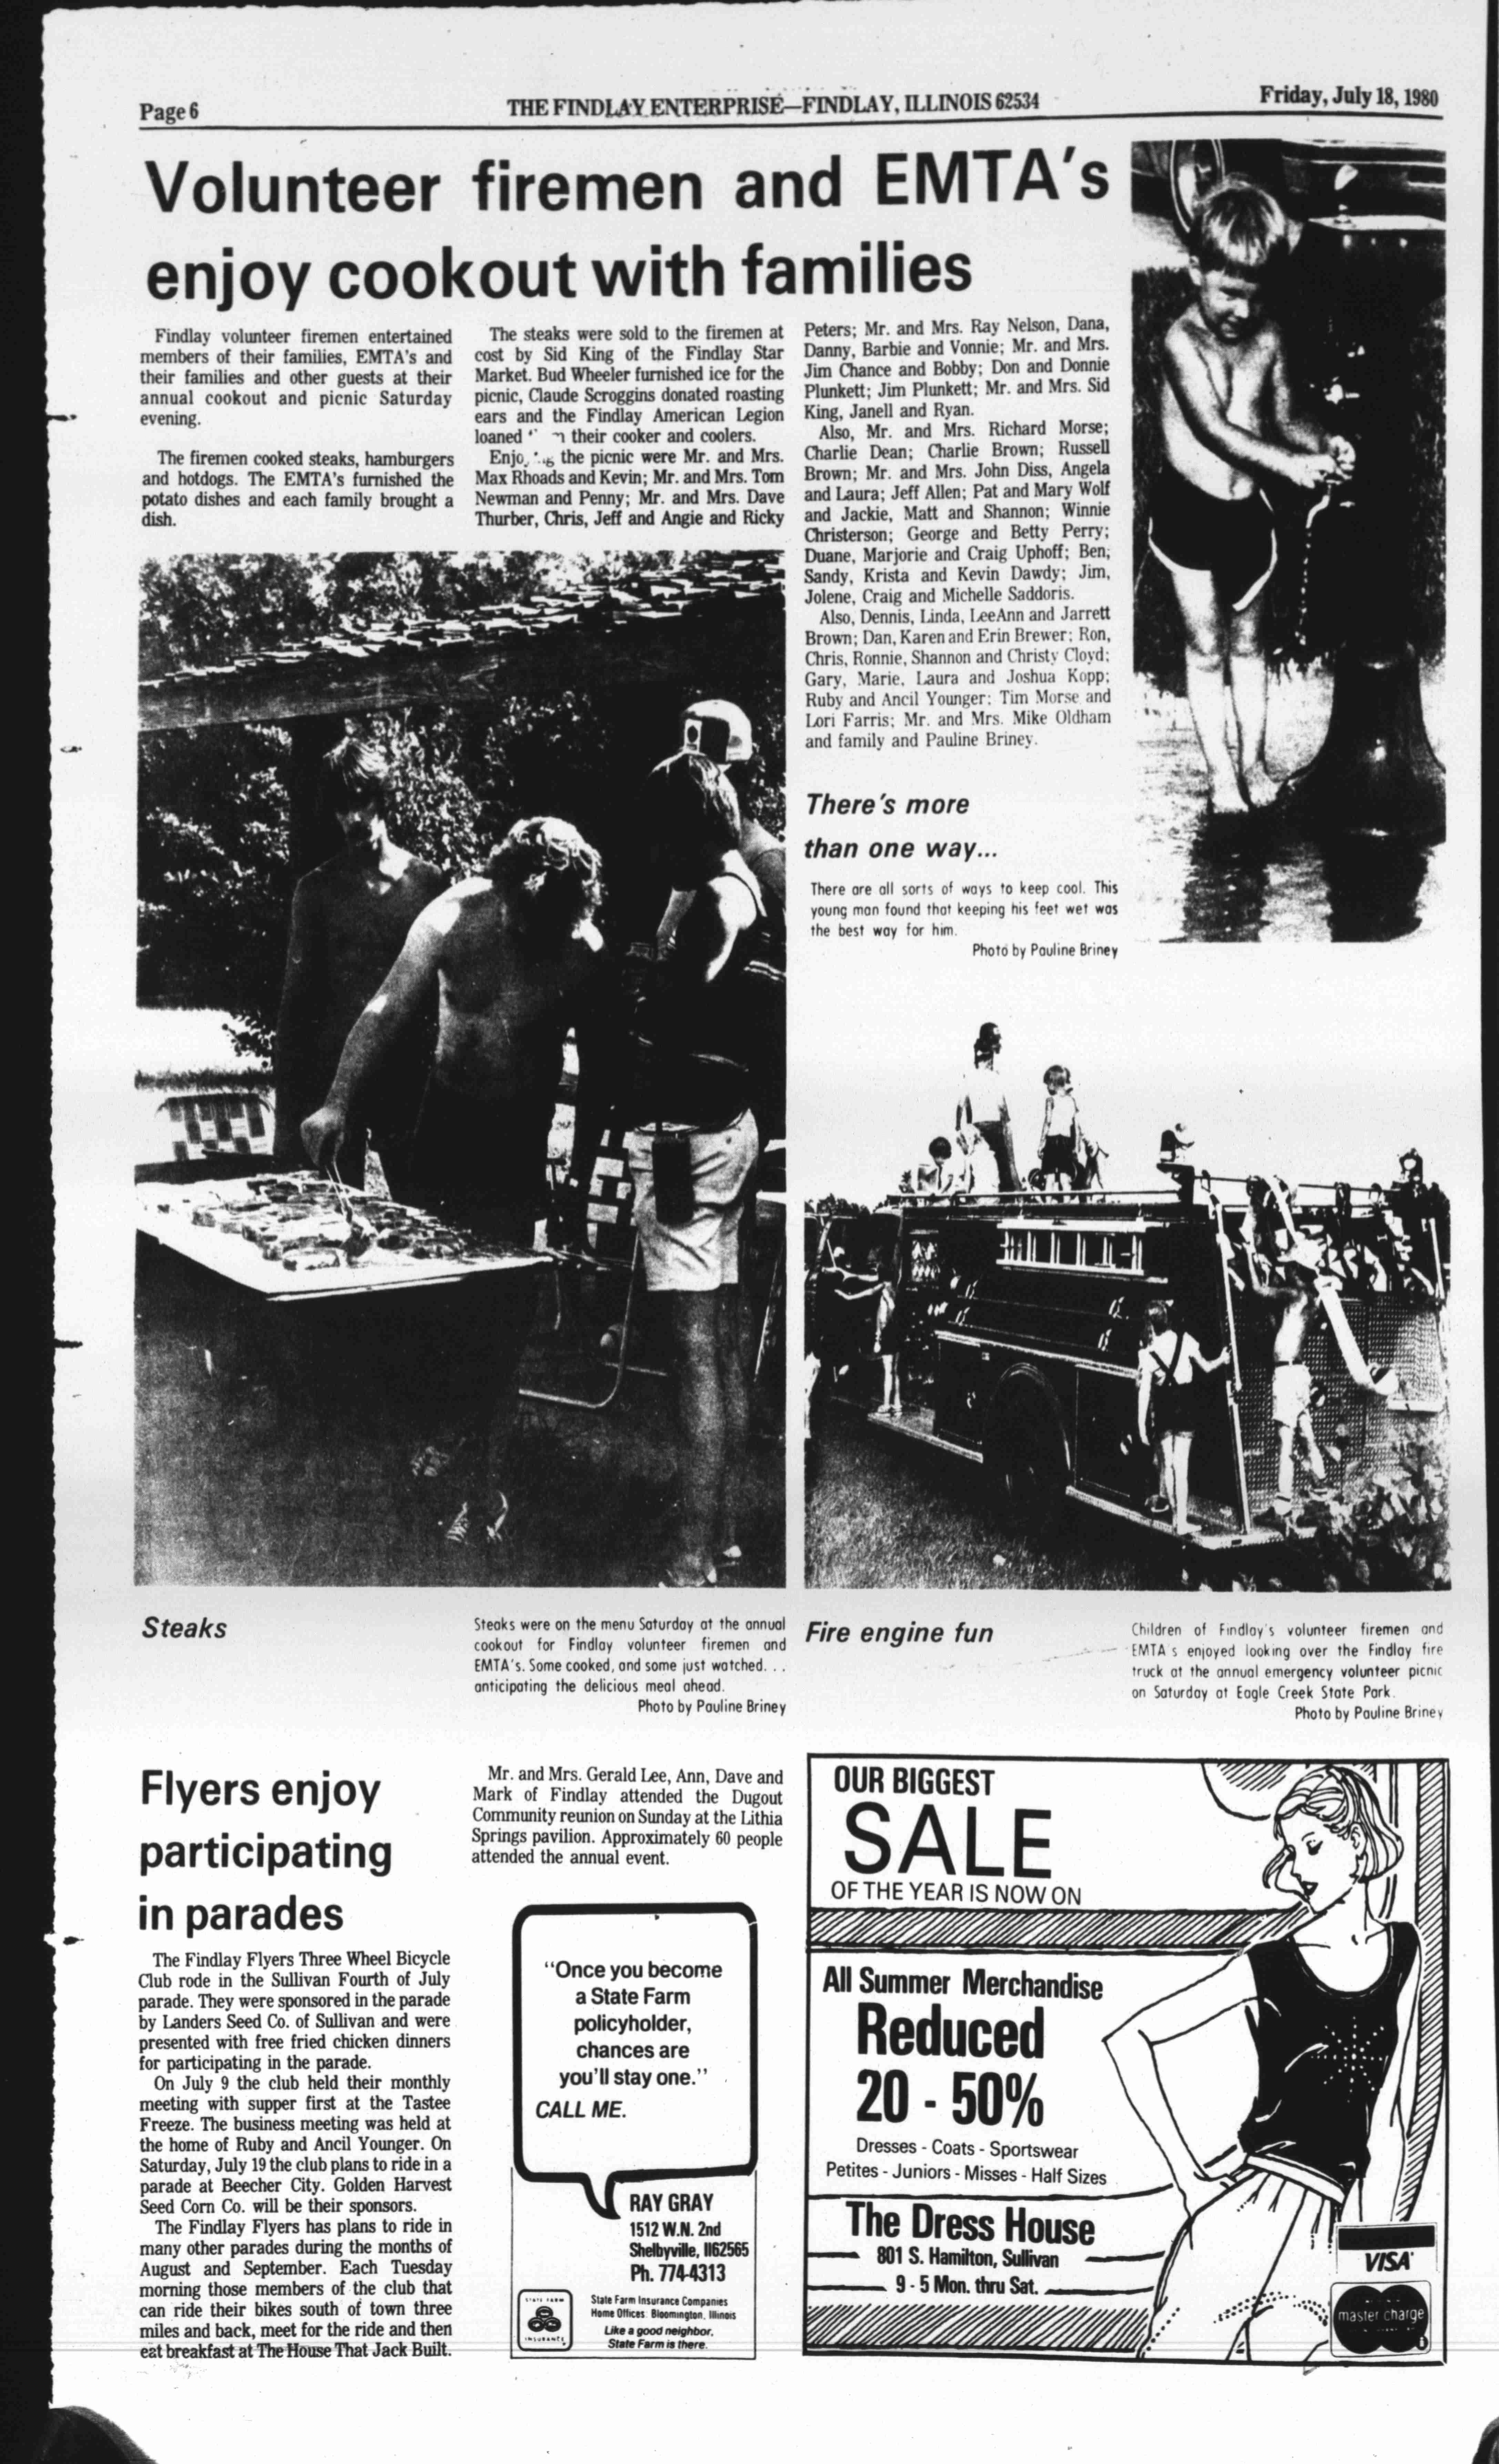 Page 6
THE FINDLAY ENTERPRISE—FINDLAY, ILLINOIS 62534
Friday, July 18, 1980
Volunteer firemen and EMTA's
enjoy cookout with families
Findlay volunteer firemen entertained
members of their families, EMTA's and
their families and other guests at their
annual cookout and picnic Saturday
evening.
The firemen cooked steaks, hamburgers
and hotdogs. The EMTA's furnished the
potato dishes and each family brought a
dish.
The steaks were sold to the firemen at
cost by Sid King of the Findlay Star
Market. Bud Wheeler furnished ice for the
picnic, Claude Scroggins donated roasting
ears and the Findlay American Legion
loaned their cooker and coolers.
the picnic were Mr. and Mrs.
Max Rhoads and Kevin; Mr. and Mrs. Tom
Newman and Penny; Mr. and Mrs. Dave
Thurber, Chris, Jeff and Angie and Ricky
Peters; Mr. and Mrs. Ray Nelson, Dana,
Danny, Barbie and Vonnie; Mr. and Mrs.
Jim Chance and Bobby; Don and Donnie
Plunkett; Jim Plunkett; Mr. and Mrs. Sid
King, Janell and Ryan.
Also, Mr. and Mrs. Richard Morse;
Charlie Dean; Charlie Brown; Russell
Brown; Mr. and Mrs. John Diss, Angela
and Laura; Jeff Allen; Pat and Mary Wolf
and Jackie, Matt and Shannon; Winnie
Christerson; George and Betty Perry;
Duane, Marjorie and Craig Uphoff; Ben,
Sandy, Krista and Kevin Dawdy; Jim,
Jolene, Craig and Michelle Saddoris.
Also, Dennis, Linda, LeeAnn and Jarrett
Brown; Dan, Karen and Erin Brewer; Ron,
Chris, Ronnie, Shannon and Christy Cloyd;
Gary, Marie, Laura and Joshua Kopp;
Ruby and Ancil Younger; Tim Morse and
Lori Farris; Mr. and Mrs. Mike Oldham
and family and Pauline Briney.
There's more
than one way...
There are all sorts of ways to keep cool. This
young man found that keeping his feet wet was
the best way for him.
Photo by Pauline Briney
Steaks
Steaks were on the menu Saturday at the annual
cookout for Findlay volunteer firemen and
EMTA's. Some cooked, and some just watched. . .
anticipating the delicious meal ahead.
Photo by Pauline Briney
Fire engine fun
Children of Findlay's volunteer firemen and
EMTA's enjoyed looking over the Findlay fire
truck at the annual emergency volunteer picnic
on Saturday at Eagle Creek State Park.
Photo by Pauline Briney
Flyers enjoy
participating
in parades
The Findlay Flyers Three Wheel Bicycle
Club rode in the Sullivan Fourth of July
parade. They were sponsored in the parade
by Landers Seed Co. of Sullivan and were
presented with free fried chicken dinners
for participating in the parade.
On July 9 the club held their monthly
meeting with supper first at the Tastee
Freeze. The business meeting was held at
the home of Ruby and Ancil Younger. On
Saturday, July 19 the club plans to ride in a
parade at Beecher City. Golden Harvest
Seed Corn Co. will be their sponsors.
The Findlay Flyers has plans to ride in
many other parades during the months of
August and September. Each Tuesday
morning those members of the club that
can ride their bikes south of town three
miles and back, meet for the ride and then
eat breakfast at The House That Jack Built.
Mr. and Mrs. Gerald Lee, Ann, Dave and
Mark of Findlay attended the Dugout
Community reunion on Sunday at the Lithia
Springs pavilion. Approximately 60 people
attended the annual event.
"Once you become
a State Farm
policyholder,
chances are
you'll stay one."
CALL ME.
RAY GRAY
1512 W.N. 2nd
Shelbyville, Il62565
Ph. 774-4313
STATE FARM
INSURANCE
State Farm Insurance Companies
Home Offices: Bloomington, Illinois
Like a good neighbor,
State Farm is there.
OUR BIGGEST
SALE
OF THE YEAR IS NOW ON
All Summer Merchandise
Reduced
20 - 50%
Dresses - Coats - Sportswear
Petites - Juniors - Misses - Half Sizes
The Dress House
801 S. Hamilton, Sullivan
9 - 5 Mon. thru Sat.
VISA
master charge